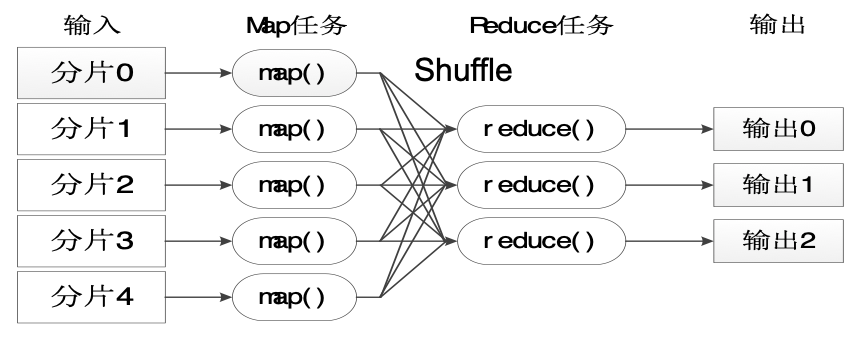 输入 Map任务 Reduce任务 输出
分片0 map() Shuffle
分片1 map() reduce() 输出0
分片2 map() reduce() 输出1
分片3 map() reduce() 输出2
分片4 map()